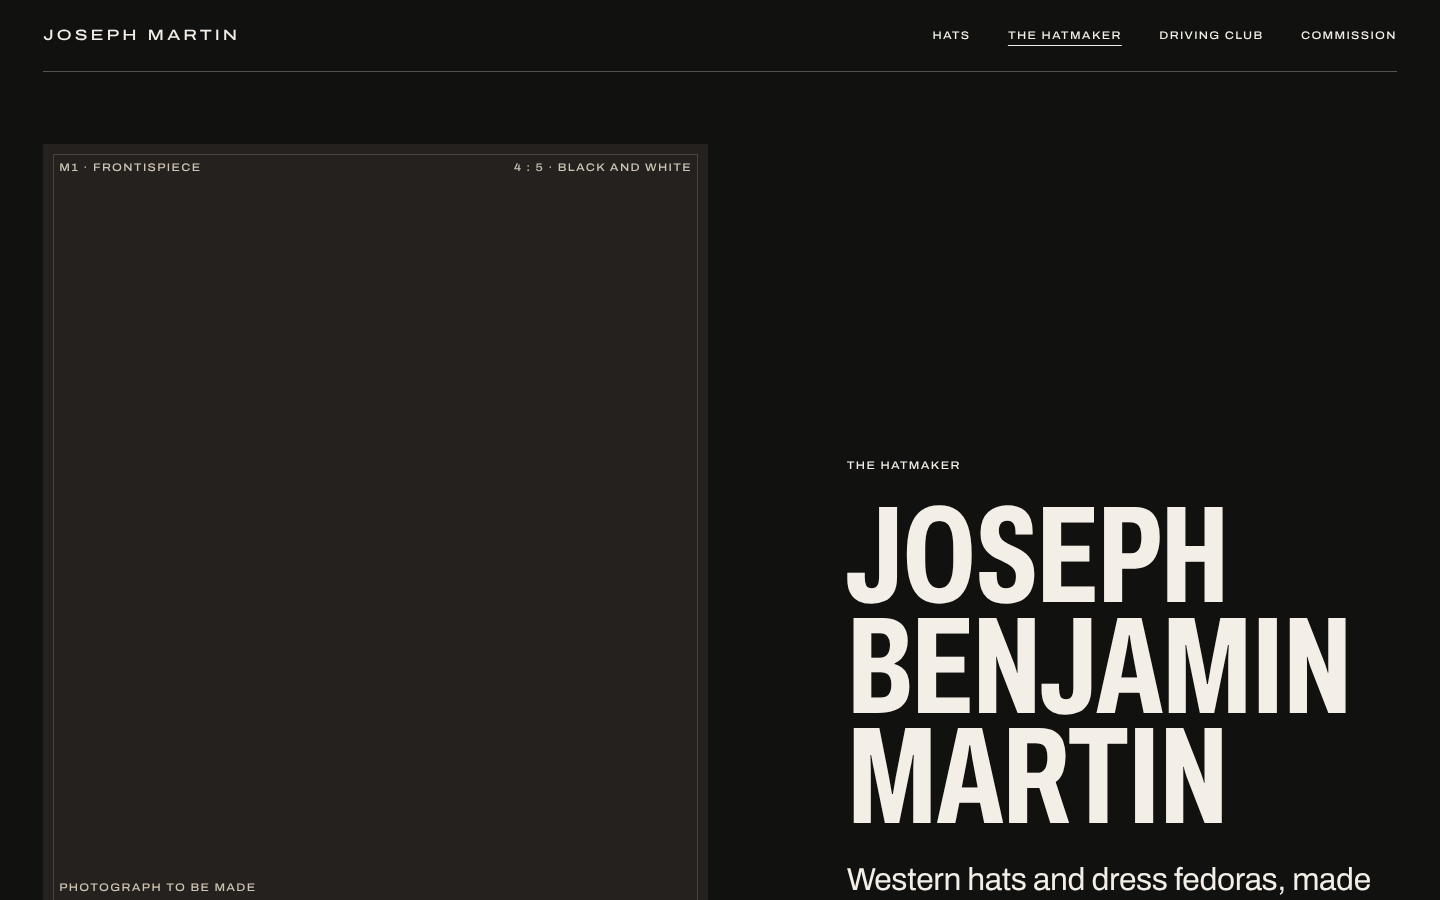 JOSEPH MARTIN
HATS
THE HATMAKER
DRIVING CLUB
COMMISSION
M1 · FRONTISPIECE
4 : 5 · BLACK AND WHITE
PHOTOGRAPH TO BE MADE
THE HATMAKER
JOSEPH
BENJAMIN
MARTIN
Western hats and dress fedoras, made